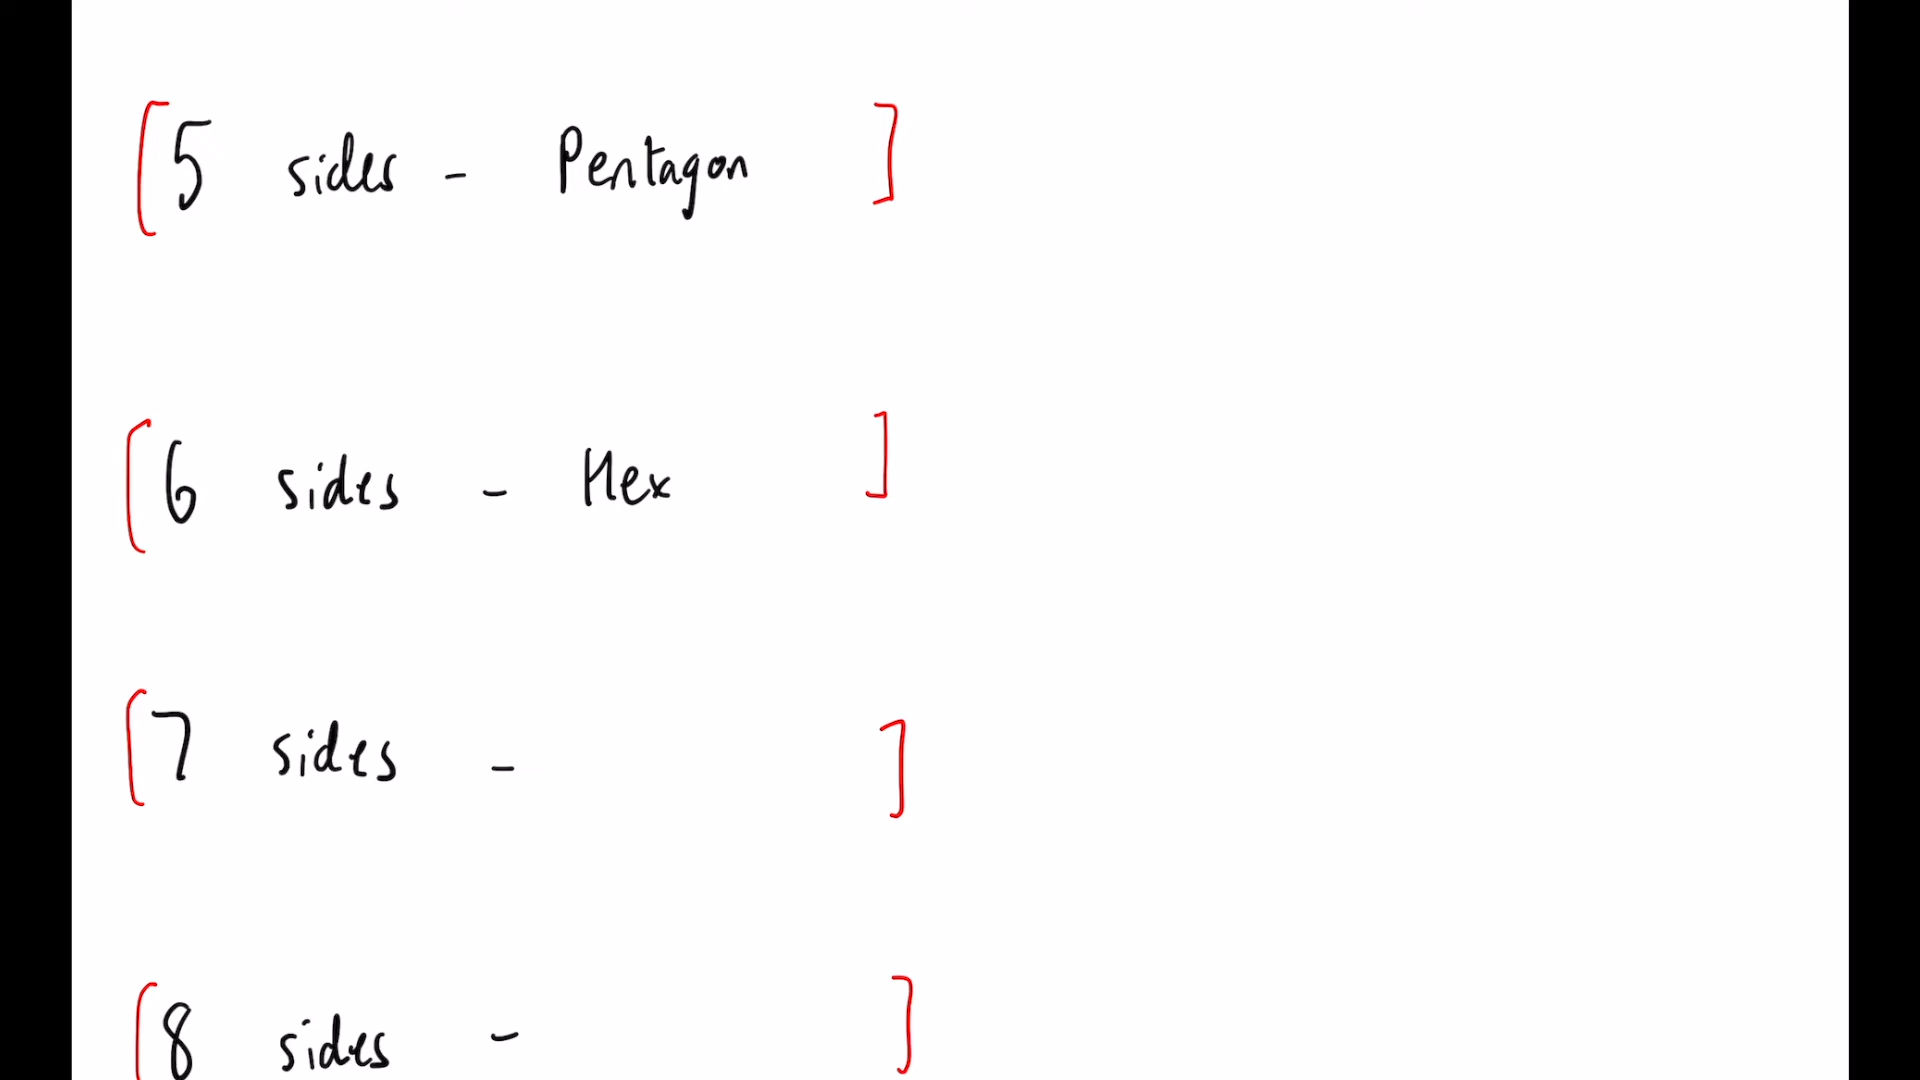 [5 sides - Pentagon ]
[6 sides - Hex ]
[7 sides - ]
[8 sides - ]